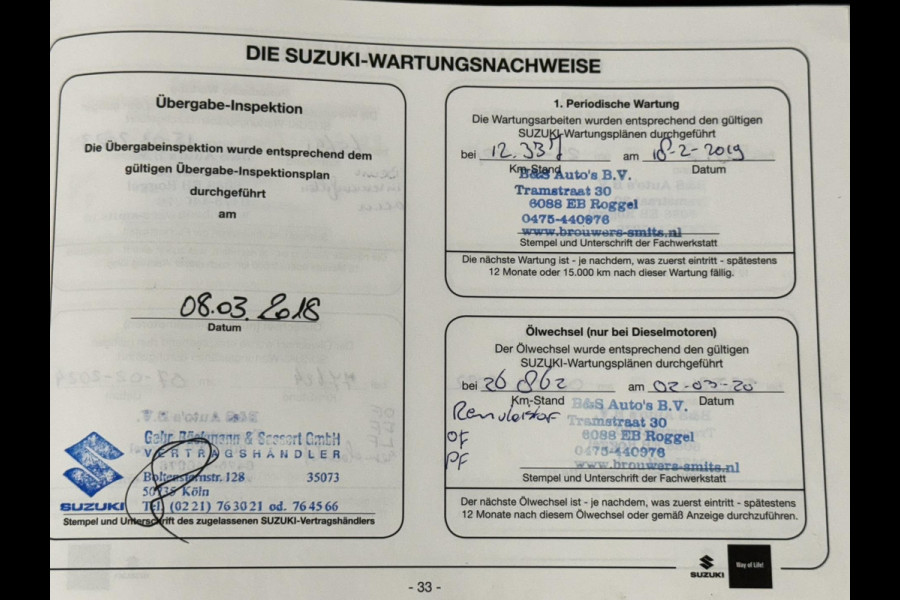 DIE SUZUKI-WARTUNGSNACHWEISE
Übergabe-Inspektion
Die Übergabeinspektion wurde entsprechend dem
gültigen Übergabe-Inspektionsplan
durchgeführt
am
08.03.2018
Datum
Gebr. Böckmann & Seesart GmbH
VERTRAGSHÄNDLER
Boltensternstr. 128 35073
50735 Köln
Tel. (02 21) 76 30 21 od. 76 45 66
SUZUKI
Stempel und Unterschrift des zugelassenen SUZUKI-Vertragshändlers
1. Periodische Wartung
Die Wartungsarbeiten wurden entsprechend den gültigen
SUZUKI-Wartungsplänen durchgeführt
bei 12.337 am 18-2-2019
Km-Stand Datum
B&S Auto's B.V.
Tramstraat 30
6088 EB Roggel
0475-440976
www.brouwers-smits.nl
Stempel und Unterschrift der Fachwerkstatt
Die nächste Wartung ist - je nachdem, was zuerst eintritt - spätestens
12 Monate oder 15.000 km nach dieser Wartung fällig.
Ölwechsel (nur bei Dieselmotoren)
Der Ölwechsel wurde entsprechend den gültigen
SUZUKI-Wartungsplänen durchgeführt
bei 26862 am 02-03-20
Km-Stand Datum
Remvloeistof
B&S Auto's B.V.
Tramstraat 30
OF
6088 EB Roggel
0475-440976
PF
www.brouwers-smits.nl
Stempel und Unterschrift der Fachwerkstatt
Der nächste Ölwechsel ist - je nachdem, was zuerst eintritt - spätestens
12 Monate nach diesem Ölwechsel oder gemäß Anzeige durchzuführen.
SUZUKI
Way of Life!
- 33 -